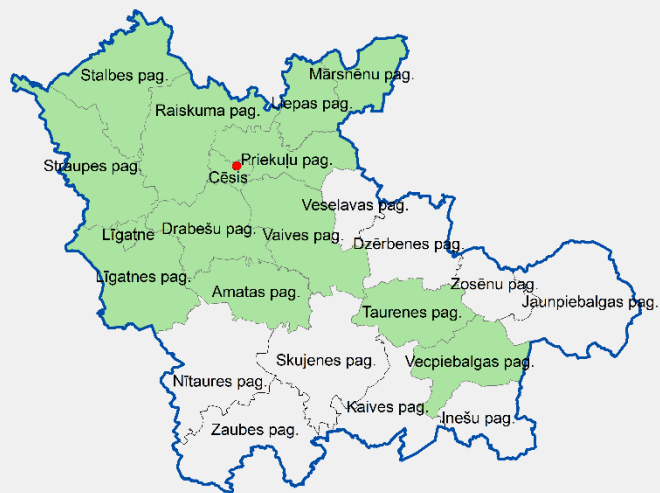 Stalbes pag.
Mārsnēnu pag.
Raiskuma pag.
Liepas pag.
Straupes pag.
Priekuļu pag.
Cēsis
Veselavas pag.
Līgatne
Drabešu pag.
Vaives pag.
Dzērbenes pag.
Līgatnes pag.
Amatas pag.
Zosēnu pag.
Jaunpiebalgas pag.
Taurenes pag.
Skujenes pag.
Vecpiebalgas pag.
Nītaures pag.
Kaives pag.
Inešu pag.
Zaubes pag.